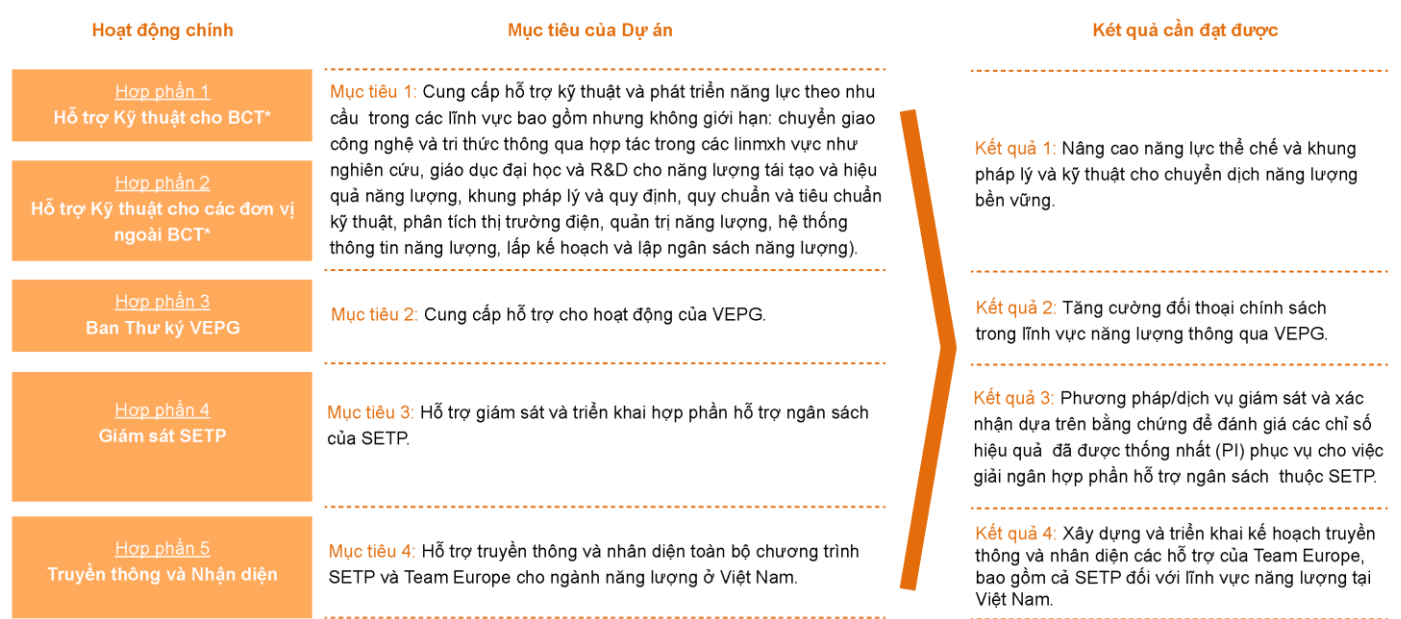 Hoạt động chính
Mục tiêu của Dự án
Kết quả cần đạt được
Hợp phần 1
Hỗ trợ Kỹ thuật cho BCT*
Hợp phần 2
Hỗ trợ Kỹ thuật cho các đơn vị
ngoài BCT*
Hợp phần 3
Ban Thư ký VEPG
Hợp phần 4
Giám sát SETP
Hợp phần 5
Truyền thông và Nhận diện
Mục tiêu 1: Cung cấp hỗ trợ kỹ thuật và phát triển năng lực theo nhu
cầu trong các lĩnh vực bao gồm nhưng không giới hạn: chuyển giao
công nghệ và tri thức thông qua hợp tác trong các linmxh vực như
nghiên cứu, giáo dục đại học và R&D cho năng lượng tái tạo và hiệu
quả năng lượng, khung pháp lý và quy định, quy chuẩn và tiêu chuẩn
kỹ thuật, phân tích thị trường điện, quản trị năng lượng, hệ thống
thông tin năng lượng, lấp kế hoạch và lập ngân sách năng lượng).
Mục tiêu 2: Cung cấp hỗ trợ cho hoạt động của VEPG.
Mục tiêu 3: Hỗ trợ giám sát và triển khai hợp phần hỗ trợ ngân sách
của SETP.
Mục tiêu 4: Hỗ trợ truyền thông và nhân diện toàn bộ chương trình
SETP và Team Europe cho ngành năng lượng ở Việt Nam.
Kết quả 1: Nâng cao năng lực thể chế và khung
pháp lý và kỹ thuật cho chuyển dịch năng lượng
bền vững.
Kết quả 2: Tăng cường đối thoại chính sách
trong lĩnh vực năng lượng thông qua VEPG.
Kết quả 3: Phương pháp/dịch vụ giám sát và xác
nhận dựa trên bằng chứng để đánh giá các chỉ số
hiệu quả đã được thống nhất (PI) phục vụ cho việc
giải ngân hợp phần hỗ trợ ngân sách thuộc SETP.
Kết quả 4: Xây dựng và triển khai kế hoạch truyền
thông và nhân diện các hỗ trợ của Team Europe,
bao gồm cả SETP đối với lĩnh vực năng lượng tại
Việt Nam.